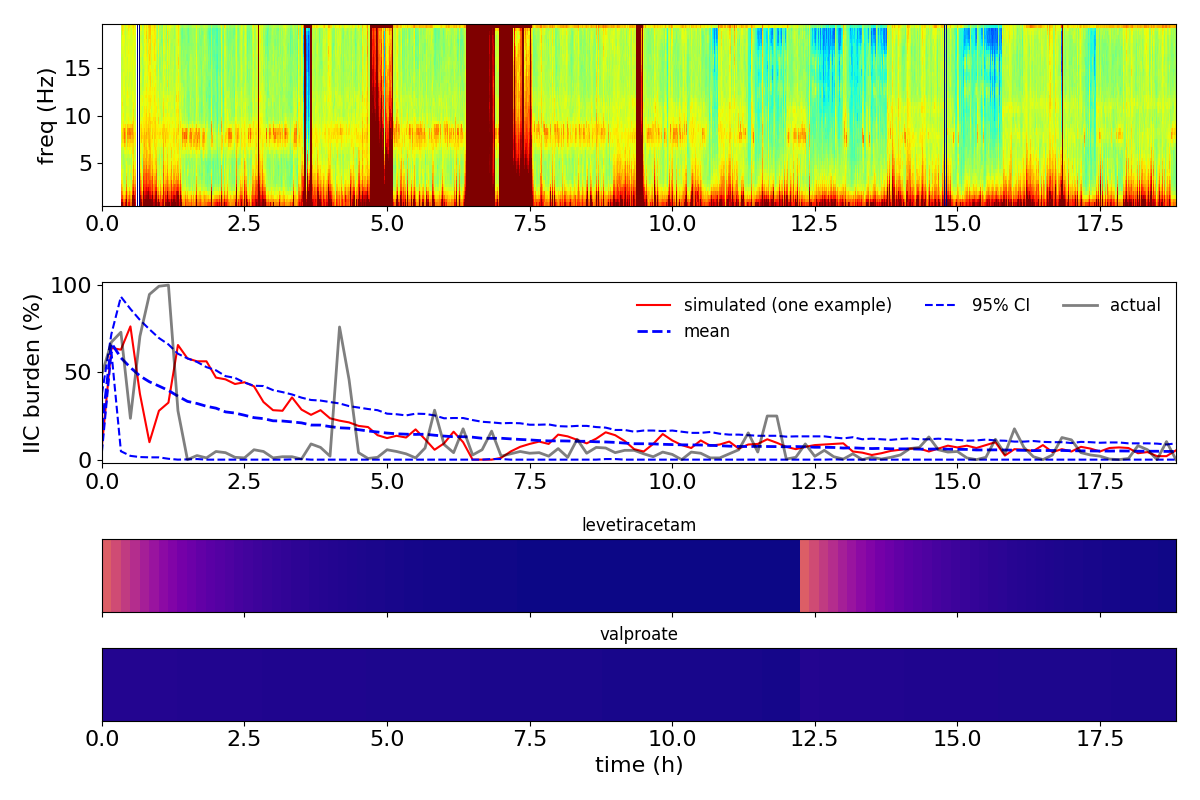 freq (Hz)
15
10
5
0.0 2.5 5.0 7.5 10.0 12.5 15.0 17.5
IIC burden (%)
100
50
0
simulated (one example) 95% CI actual
mean
0.0 2.5 5.0 7.5 10.0 12.5 15.0 17.5
levetiracetam
valproate
0.0 2.5 5.0 7.5 10.0 12.5 15.0 17.5
time (h)